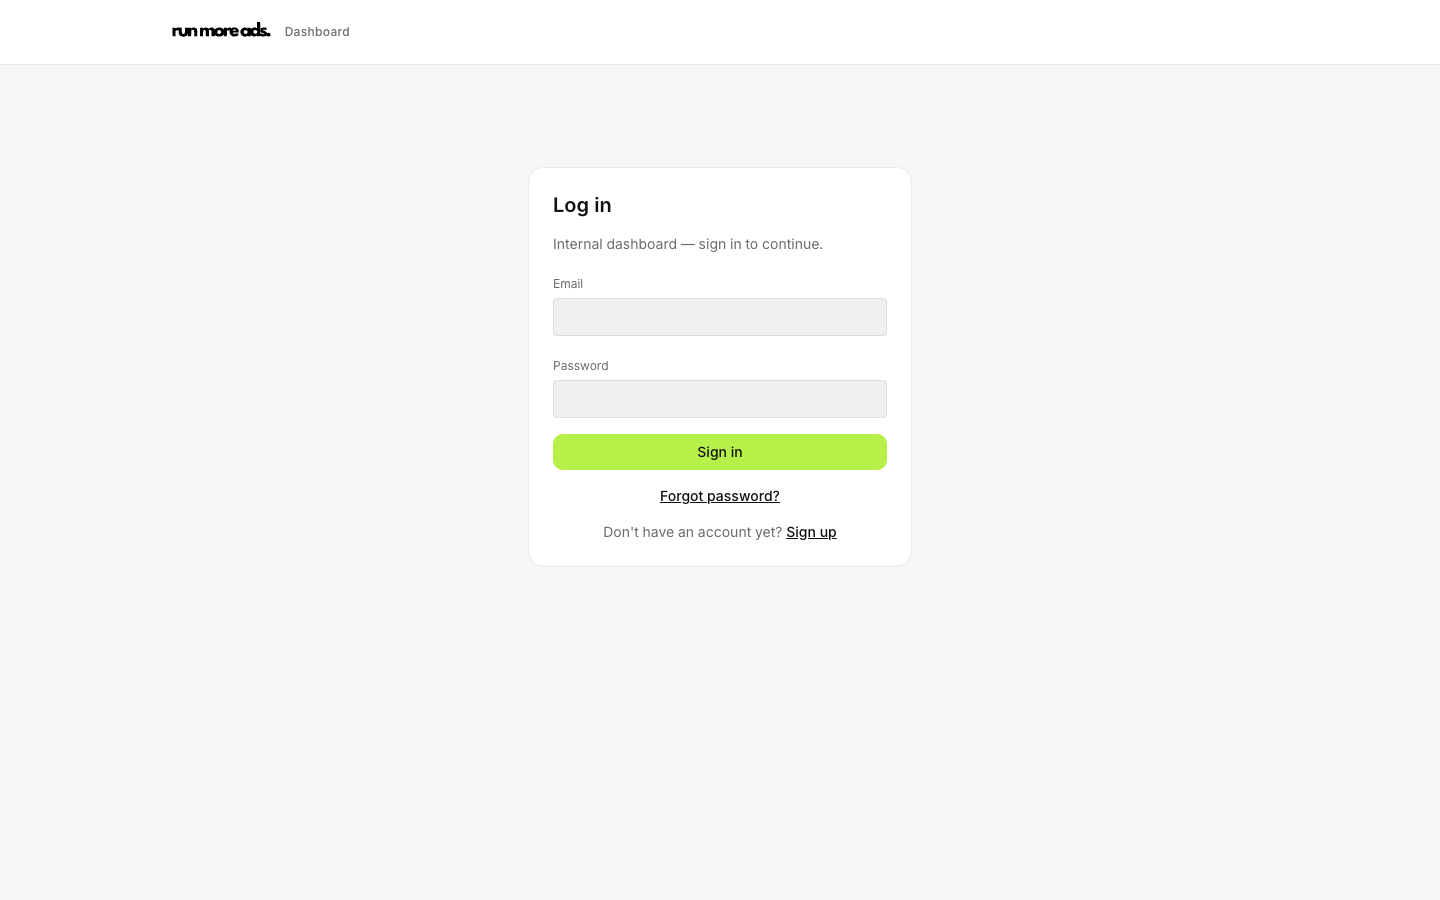 run more ads. Dashboard
Log in
Internal dashboard — sign in to continue.
Email
Password
Sign in
Forgot password?
Don't have an account yet? Sign up